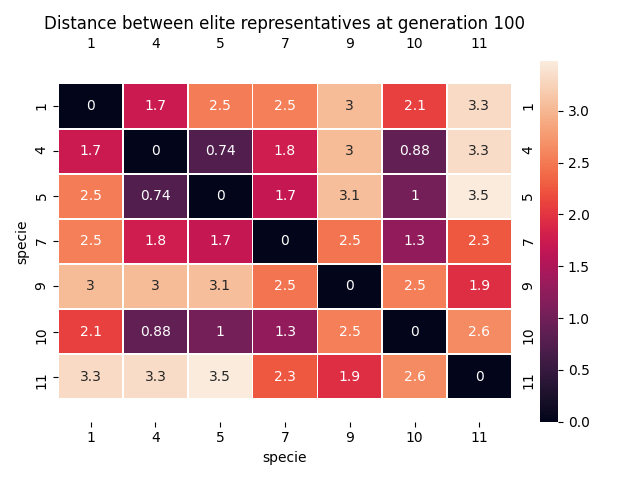 Distance between elite representatives at generation 100
1 4 5 7 9 10 11
1 0 1.7 2.5 2.5 3 2.1 3.3 1
4 1.7 0 0.74 1.8 3 0.88 3.3 4
5 2.5 0.74 0 1.7 3.1 1 3.5 5
7 2.5 1.8 1.7 0 2.5 1.3 2.3 7
9 3 3 3.1 2.5 0 2.5 1.9 9
10 2.1 0.88 1 1.3 2.5 0 2.6 10
11 3.3 3.3 3.5 2.3 1.9 2.6 0 11
1 4 5 7 9 10 11
specie
specie
3.0
2.5
2.0
1.5
1.0
0.5
0.0